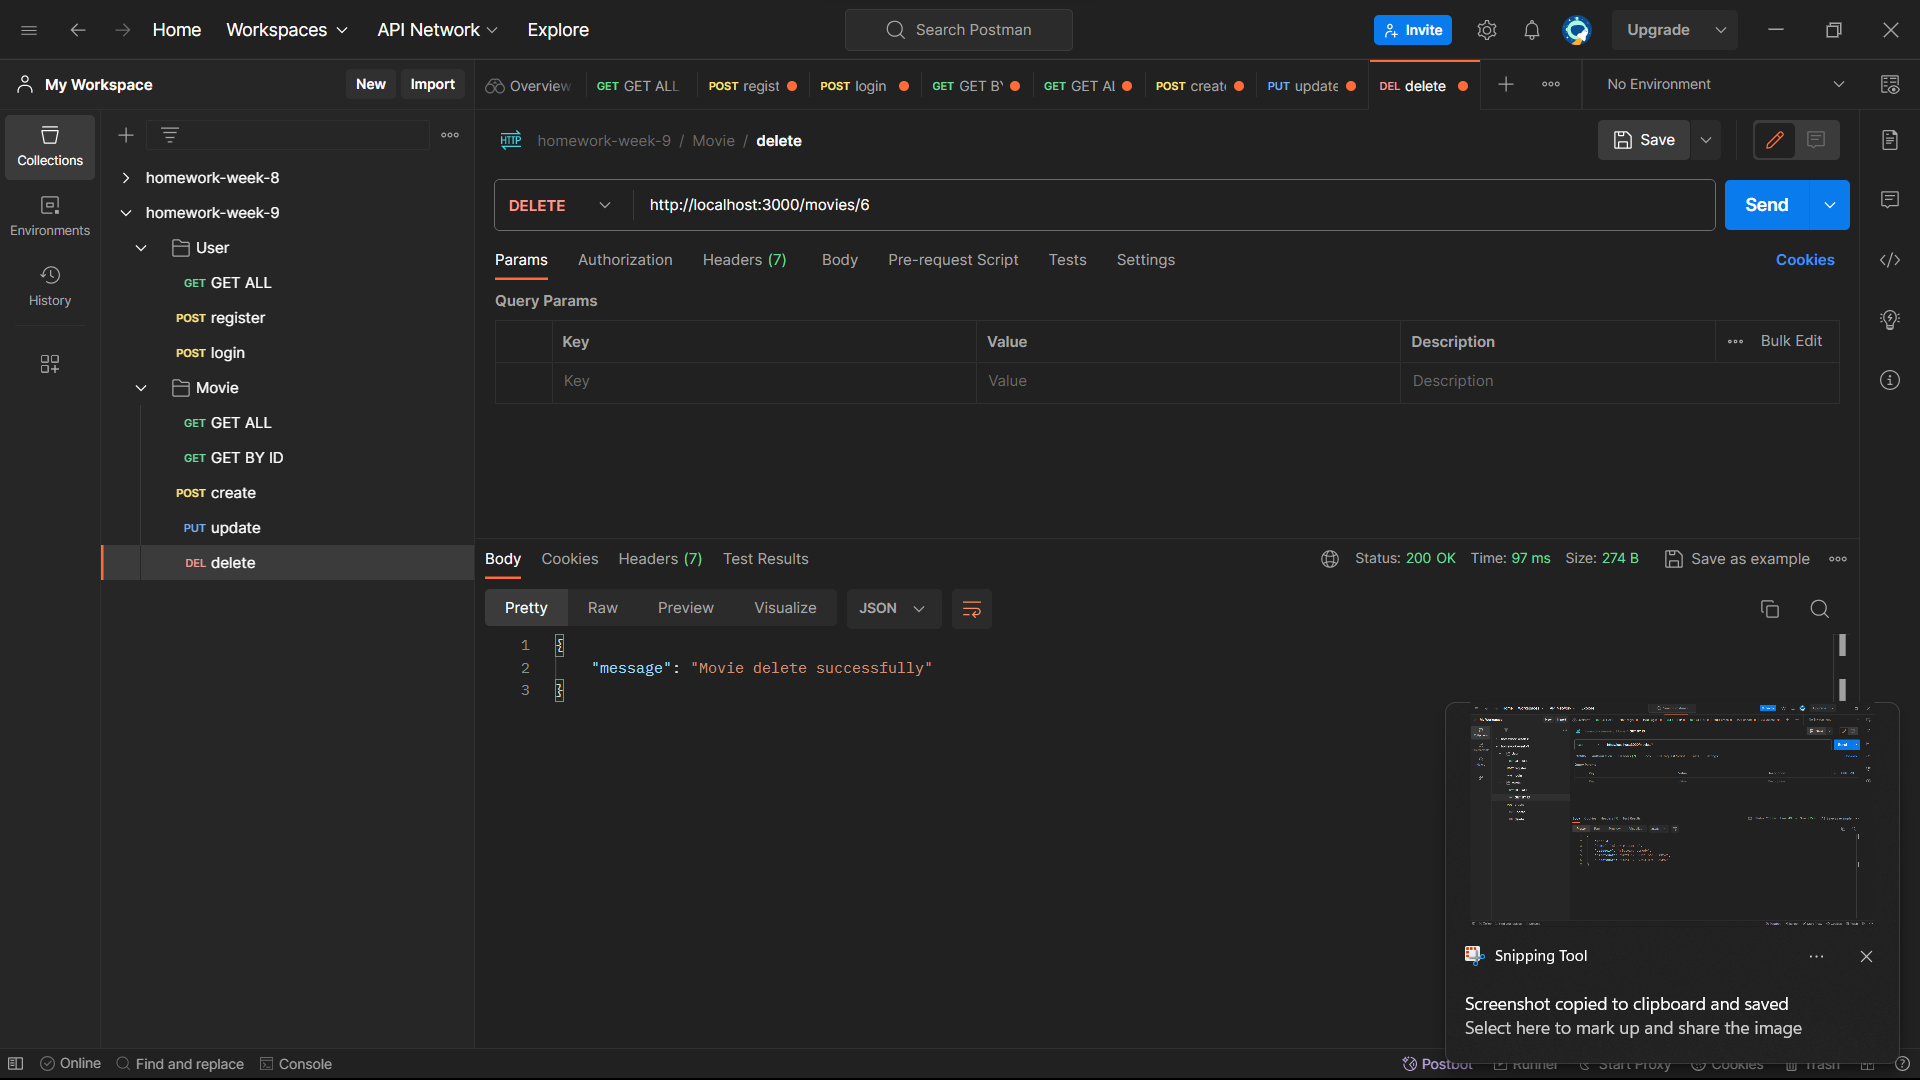 Home Workspaces API Network Explore Search Postman Invite Upgrade
My Workspace New Import Overview GET GET ALL POST regist POST login GET GET B GET GET AL POST creat PUT update DEL delete No Environment
Collections
Environments
History
homework-week-8
homework-week-9
User
GET GET ALL
POST register
POST login
Movie
GET GET ALL
GET GET BY ID
POST create
PUT update
DEL delete
HTTP homework-week-9 / Movie / delete Save
DELETE http://localhost:3000/movies/6 Send
Params Authorization Headers (7) Body Pre-request Script Tests Settings Cookies
Query Params
Key Value Description Bulk Edit
Key Value Description
Body Cookies Headers (7) Test Results Status: 200 OK Time: 97 ms Size: 274 B Save as example
Pretty Raw Preview Visualize JSON
1 {
2 "message": "Movie delete successfully"
3 }
Snipping Tool
Screenshot copied to clipboard and saved
Select here to mark up and share the image
Online Find and replace Console Postbot Runner Start Proxy Cookies Trash